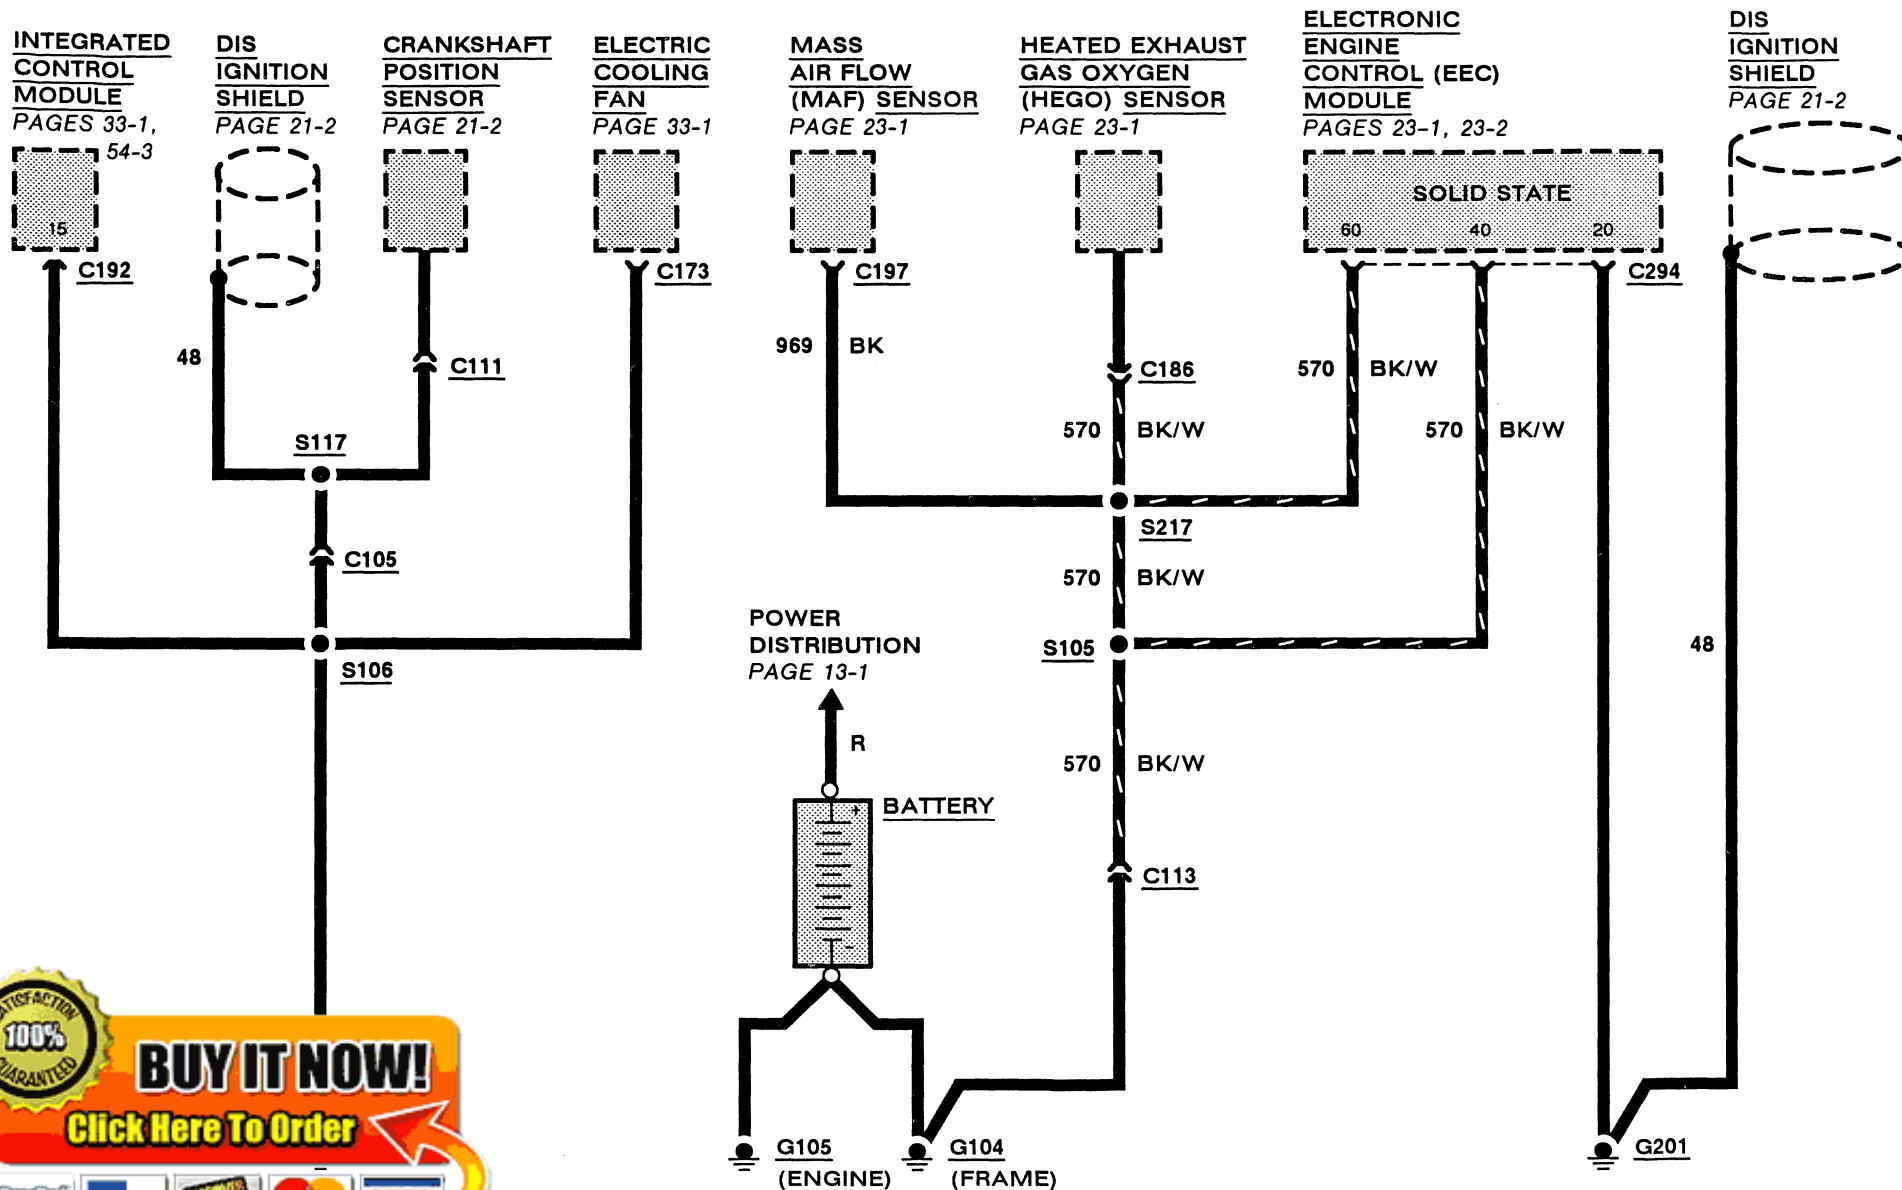 INTEGRATED
CONTROL
MODULE
PAGES 33-1,
54-3
15
C192
DIS
IGNITION
SHIELD
PAGE 21-2
48
CRANKSHAFT
POSITION
SENSOR
PAGE 21-2
C111
S117
C105
S106
ELECTRIC
COOLING
FAN
PAGE 33-1
C173
MASS
AIR FLOW
(MAF) SENSOR
PAGE 23-1
C197
969 BK
HEATED EXHAUST
GAS OXYGEN
(HEGO) SENSOR
PAGE 23-1
C186
570 BK/W
S217
570 BK/W
S105
570 BK/W
C113
ELECTRONIC
ENGINE
CONTROL (EEC)
MODULE
PAGES 23-1, 23-2
SOLID STATE
60 40 20
C294
570 BK/W
570 BK/W
DIS
IGNITION
SHIELD
PAGE 21-2
48
POWER
DISTRIBUTION
PAGE 13-1
R
BATTERY
+
-
G105
(ENGINE)
G104
(FRAME)
G201
100%
BUY IT NOW!
Click Here To Order